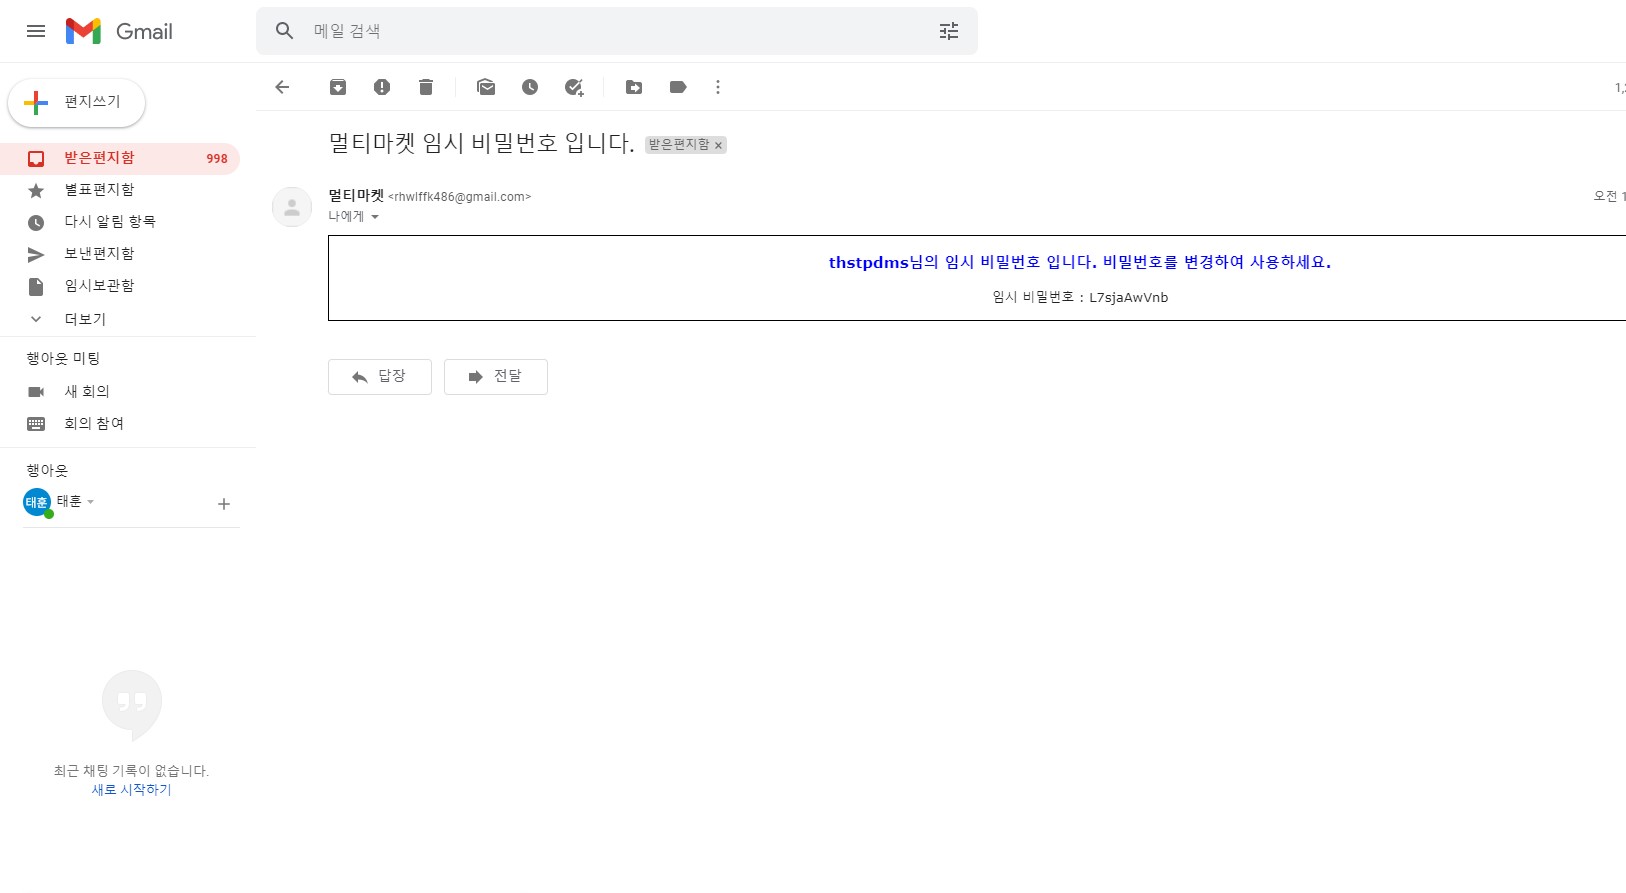 Gmail
메일 검색
편지쓰기
받은편지함 998
별표편지함
다시 알림 항목
보낸편지함
임시보관함
더보기
행아웃 미팅
새 회의
회의 참여
행아웃
태훈 태훈
최근 채팅 기록이 없습니다.
새로 시작하기
멀티마켓 임시 비밀번호 입니다. 받은편지함 ×
멀티마켓 <rhwlffk486@gmail.com>
오전 1
나에게
thstpdms님의 임시 비밀번호 입니다. 비밀번호를 변경하여 사용하세요.
임시 비밀번호 : L7sjaAwVnb
답장
전달